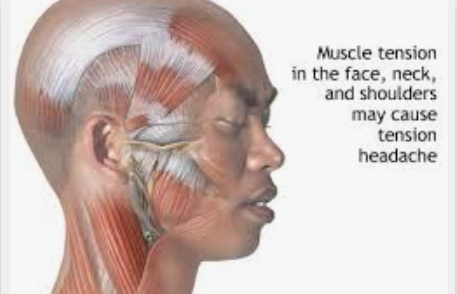 Muscle tension
in the face, neck,
and shoulders
may cause
tension
headache